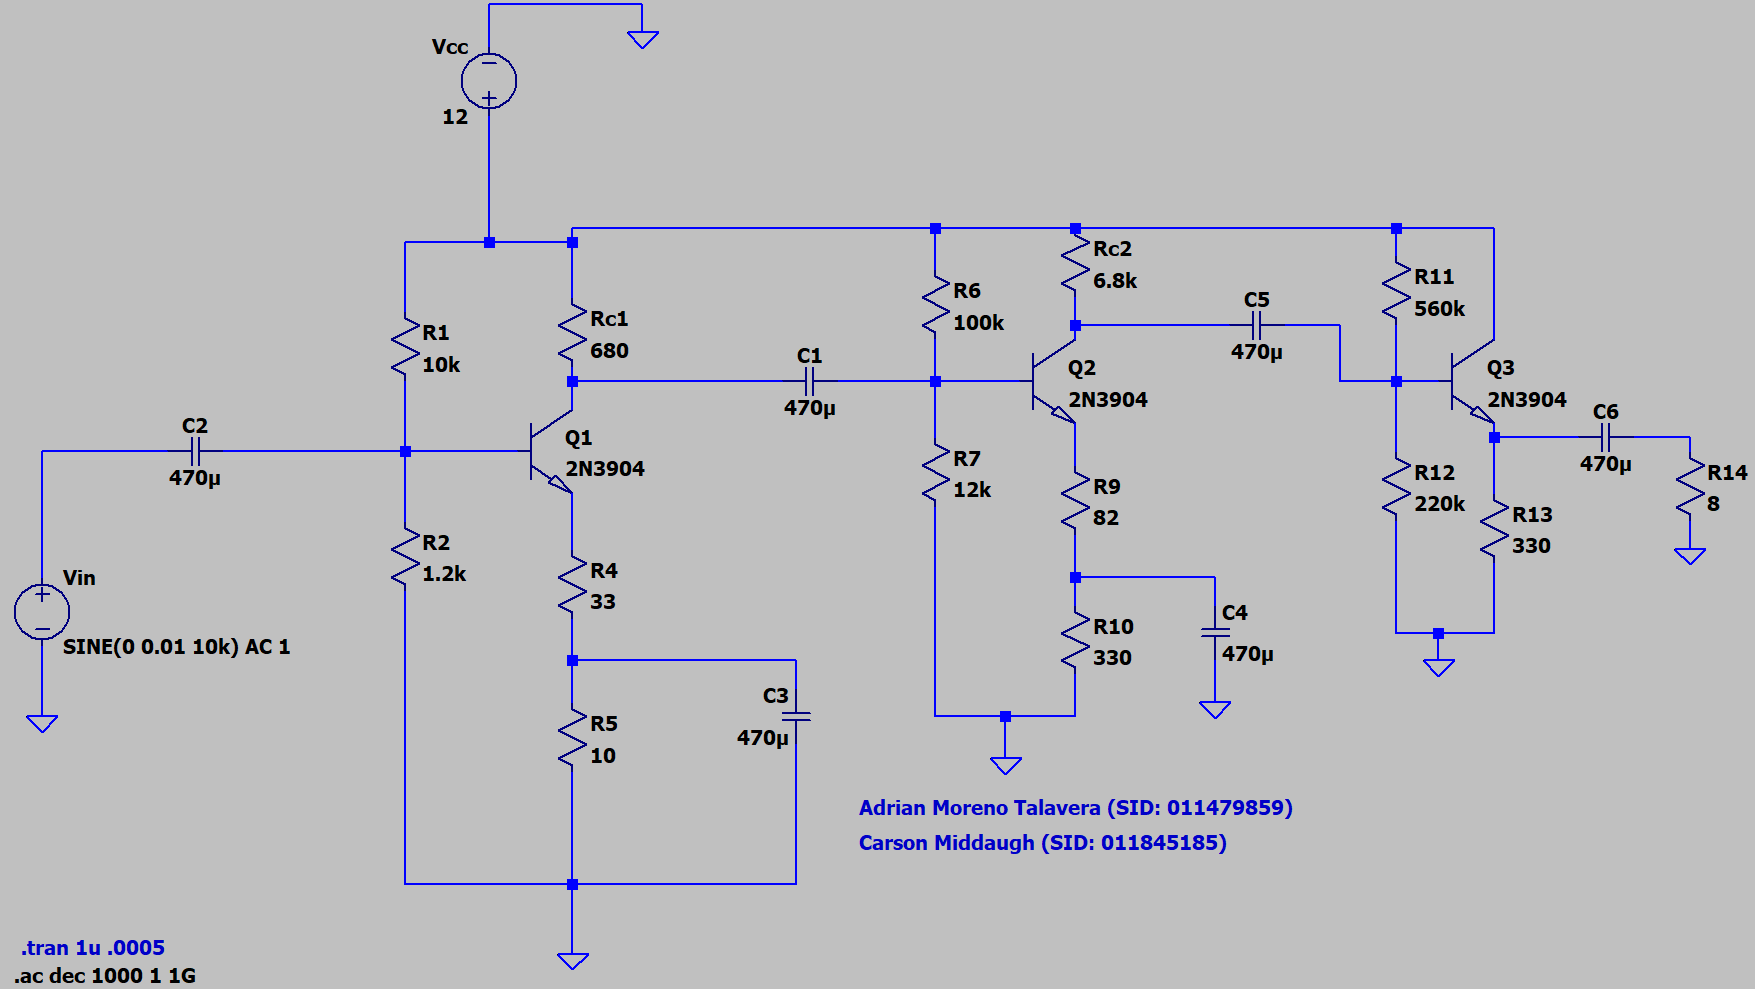 Vcc
12
R1
10k
Rc1
680
C2
470µ
Q1
2N3904
R2
1.2k
Vin
SINE(0 0.01 10k) AC 1
R4
33
R5
10
C3
470µ
C1
470µ
R6
100k
Rc2
6.8k
Q2
2N3904
R7
12k
R9
82
R10
330
C4
470µ
C5
470µ
R11
560k
Q3
2N3904
R12
220k
R13
330
C6
470µ
R14
8
Adrian Moreno Talavera (SID: 011479859)
Carson Middaugh (SID: 011845185)
.tran 1u .0005
.ac dec 1000 1 1G